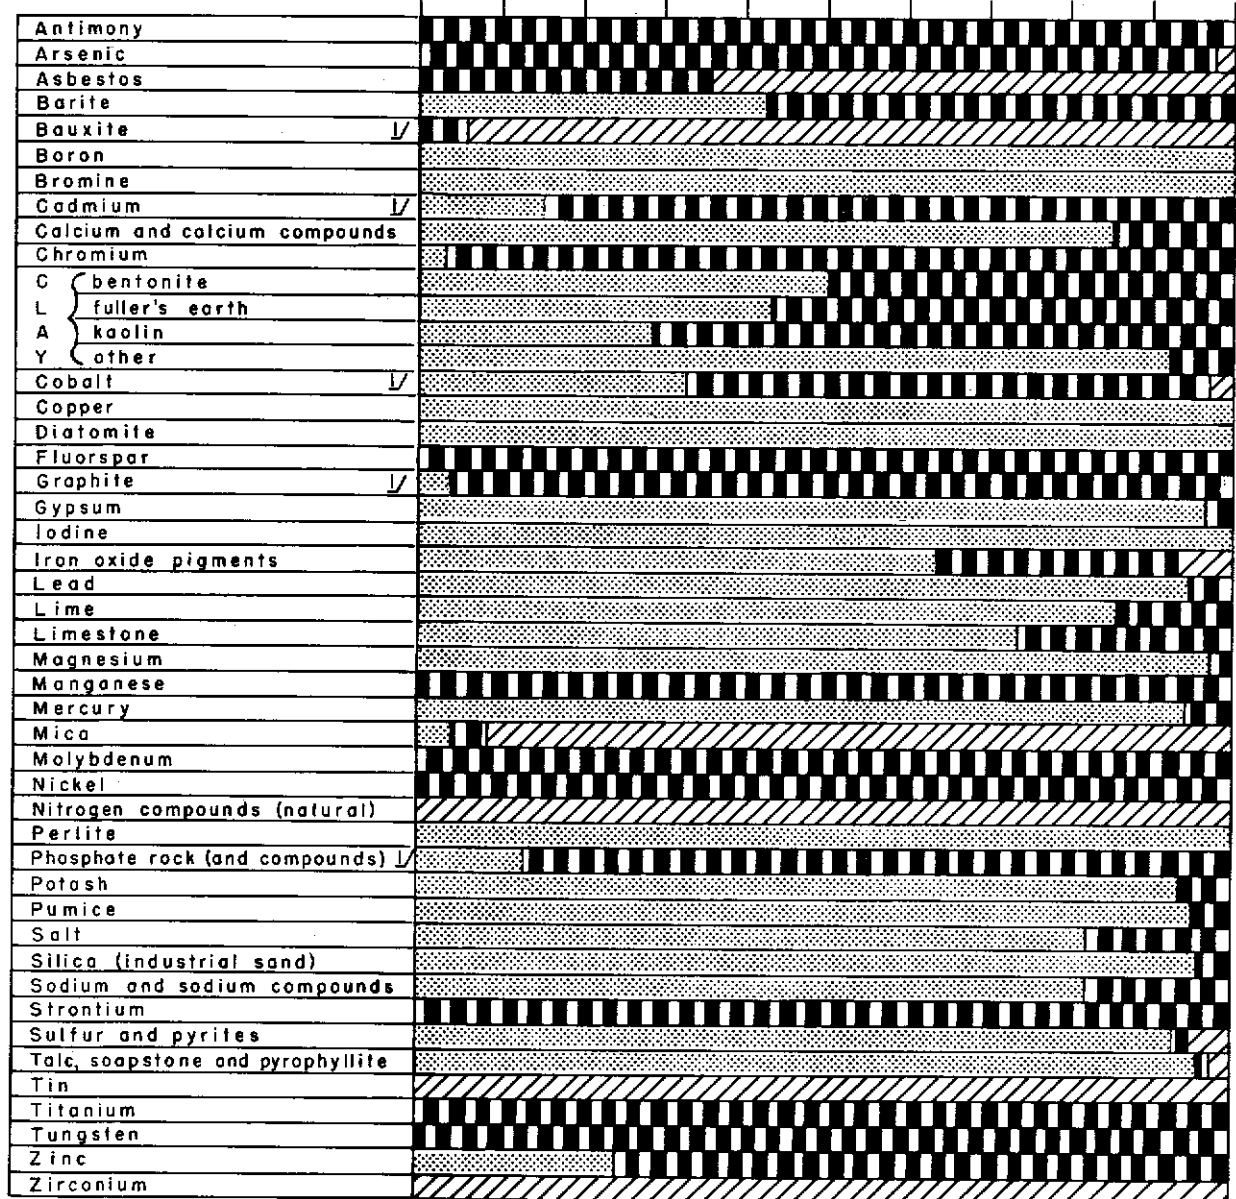 Antimony
Arsenic
Asbestos
Barite
Bauxite 1/
Boron
Bromine
Cadmium 1/
Calcium and calcium compounds
Chromium
C bentonite
L fuller's earth
A kaolin
Y other
Cobalt 1/
Copper
Diatomite
Fluorspar
Graphite 1/
Gypsum
Iodine
Iron oxide pigments
Lead
Lime
Limestone
Magnesium
Manganese
Mercury
Mica
Molybdenum
Nickel
Nitrogen compounds (natural)
Perlite
Phosphate rock (and compounds) 1/
Potash
Pumice
Salt
Silica (industrial sand)
Sodium and sodium compounds
Strontium
Sulfur and pyrites
Talc, soapstone and pyrophyllite
Tin
Titanium
Tungsten
Zinc
Zirconium